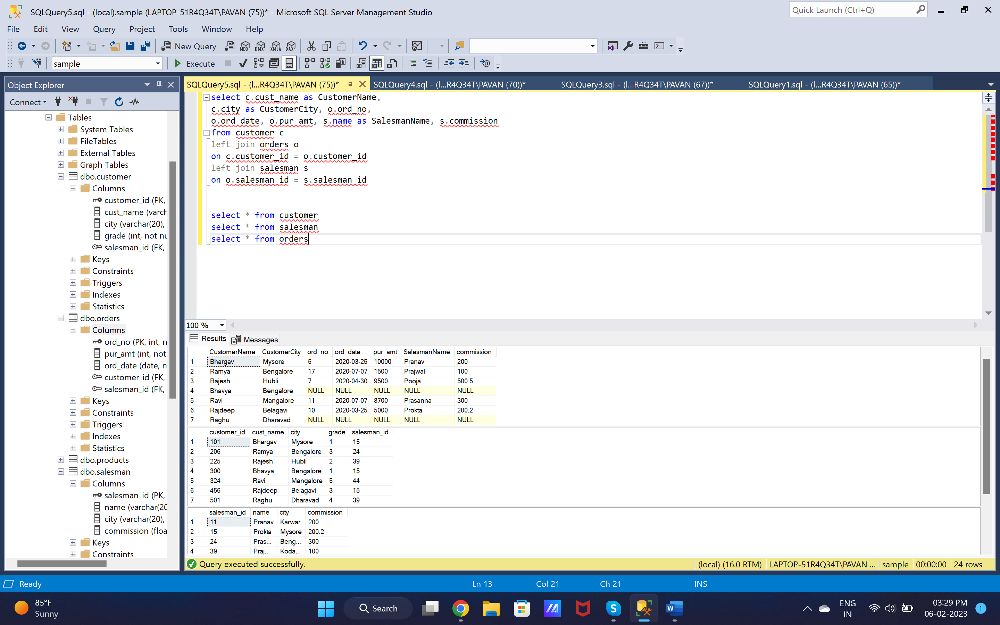 SQLQuery5.sql - (local).sample (LAPTOP-51R4Q34T\PAVAN (75))* - Microsoft SQL Server Management Studio
Quick Launch (Ctrl+Q)
File Edit View Query Project Tools Window Help
New Query MDX DMX XMLA DAX
sample Execute
Object Explorer
Connect
Tables
System Tables
FileTables
External Tables
Graph Tables
dbo.customer
Columns
customer_id (PK,
cust_name (varch
city (varchar(20),
grade (int, not nu
salesman_id (FK,
Keys
Constraints
Triggers
Indexes
Statistics
dbo.orders
Columns
ord_no (PK, int, n
pur_amt (int, not
ord_date (date, n
customer_id (FK,
salesman_id (FK,
Keys
Constraints
Triggers
Indexes
Statistics
dbo.products
dbo.salesman
Columns
salesman_id (PK,
name (varchar(20
city (varchar(20),
commission (floa
Keys
Constraints
SQLQuery5.sql - (l...R4Q34T\PAVAN (75))* SQLQuery4.sql - (l...R4Q34T\PAVAN (70))* SQLQuery3.sql - (l...R4Q34T\PAVAN (67))* SQLQuery1.sql - (l...R4Q34T\PAVAN (65))*
select c.cust_name as CustomerName,
c.city as CustomerCity, o.ord_no,
o.ord_date, o.pur_amt, s.name as SalesmanName, s.commission
from customer c
left join orders o
on c.customer_id = o.customer_id
left join salesman s
on o.salesman_id = s.salesman_id
select * from customer
select * from salesman
select * from orders
100 %
Results Messages
CustomerName CustomerCity ord_no ord_date pur_amt SalesmanName commission
1 Bhargav Mysore 5 2020-03-25 10000 Pranav 200
2 Ramya Bengalore 17 2020-07-07 1500 Prajwal 100
3 Rajesh Hubli 7 2020-04-30 9500 Pooja 500.5
4 Bhavya Bengalore NULL NULL NULL NULL NULL
5 Ravi Mangalore 11 2020-07-07 8700 Prasanna 300
6 Rajdeep Belagavi 10 2020-03-25 5000 Prokta 200.2
7 Raghu Dharavad NULL NULL NULL NULL NULL
customer_id cust_name city grade salesman_id
1 101 Bhargav Mysore 1 15
2 206 Ramya Bengalore 3 24
3 225 Rajesh Hubli 2 39
4 300 Bhavya Bengalore 1 15
5 324 Ravi Mangalore 5 44
6 456 Rajdeep Belagavi 3 15
7 501 Raghu Dharavad 4 39
salesman_id name city commission
1 11 Pranav Karwar 200
2 15 Prokta Mysore 200.2
3 24 Pras... Beng... 300
4 39 Praj... Koda... 100
Query executed successfully. (local) (16.0 RTM) LAPTOP-51R4Q34T\PAVAN ... sample 00:00:00 24 rows
Ready Ln 13 Col 21 Ch 21 INS
85°F
Sunny
Search
ENG
IN
03:29 PM
06-02-2023
1